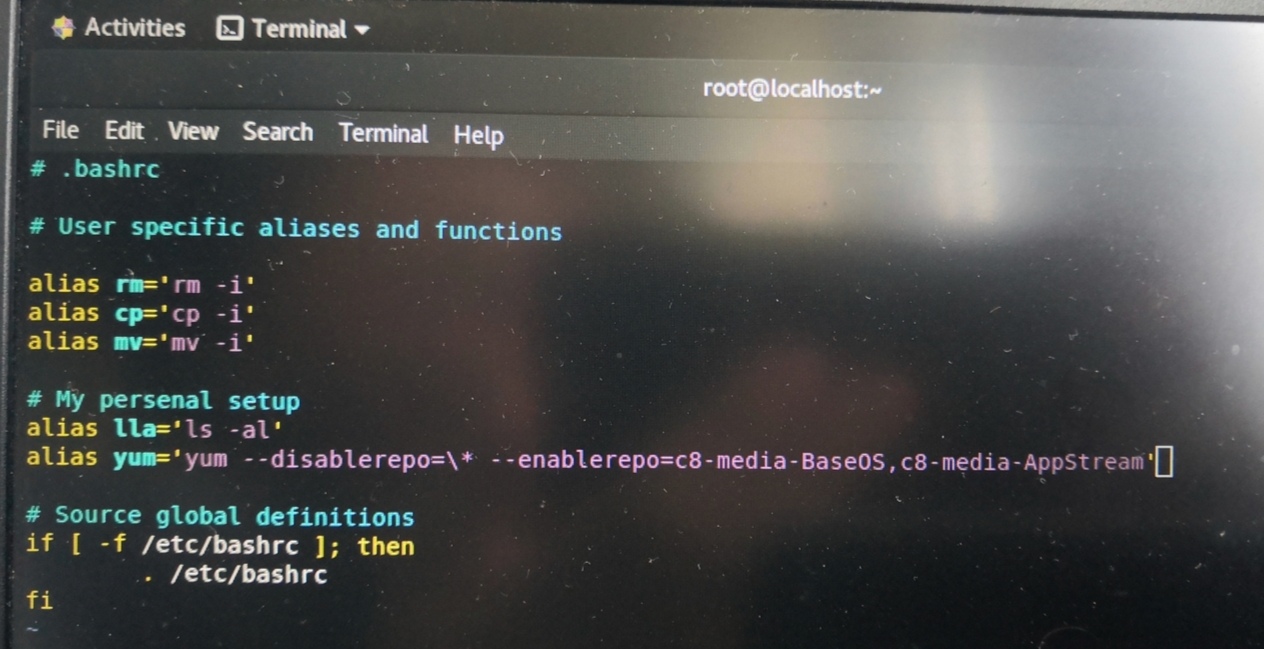 Activities Terminal
root@localhost:~
File Edit View Search Terminal Help
# .bashrc
# User specific aliases and functions
alias rm='rm -i'
alias cp='cp -i'
alias mv='mv -i'
# My persenal setup
alias lla='ls -al'
alias yum='yum --disablerepo=\* --enablerepo=c8-media-BaseOS,c8-media-AppStream'
# Source global definitions
if [ -f /etc/bashrc ]; then
        . /etc/bashrc
fi
~